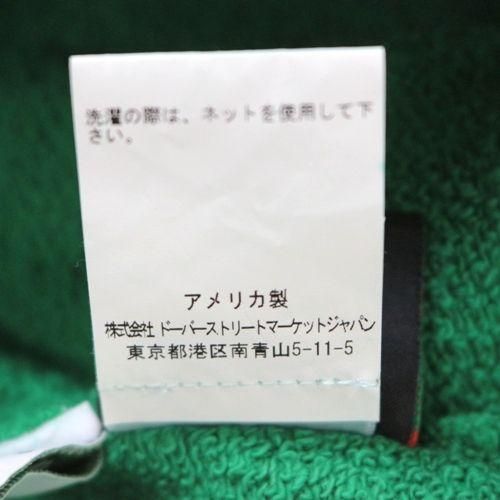 洗濯の際は、ネットを使用して下
さい。
アメリカ製
株式会社 ドーバーストリートマーケットジャパン
東京都港区南青山5-11-5